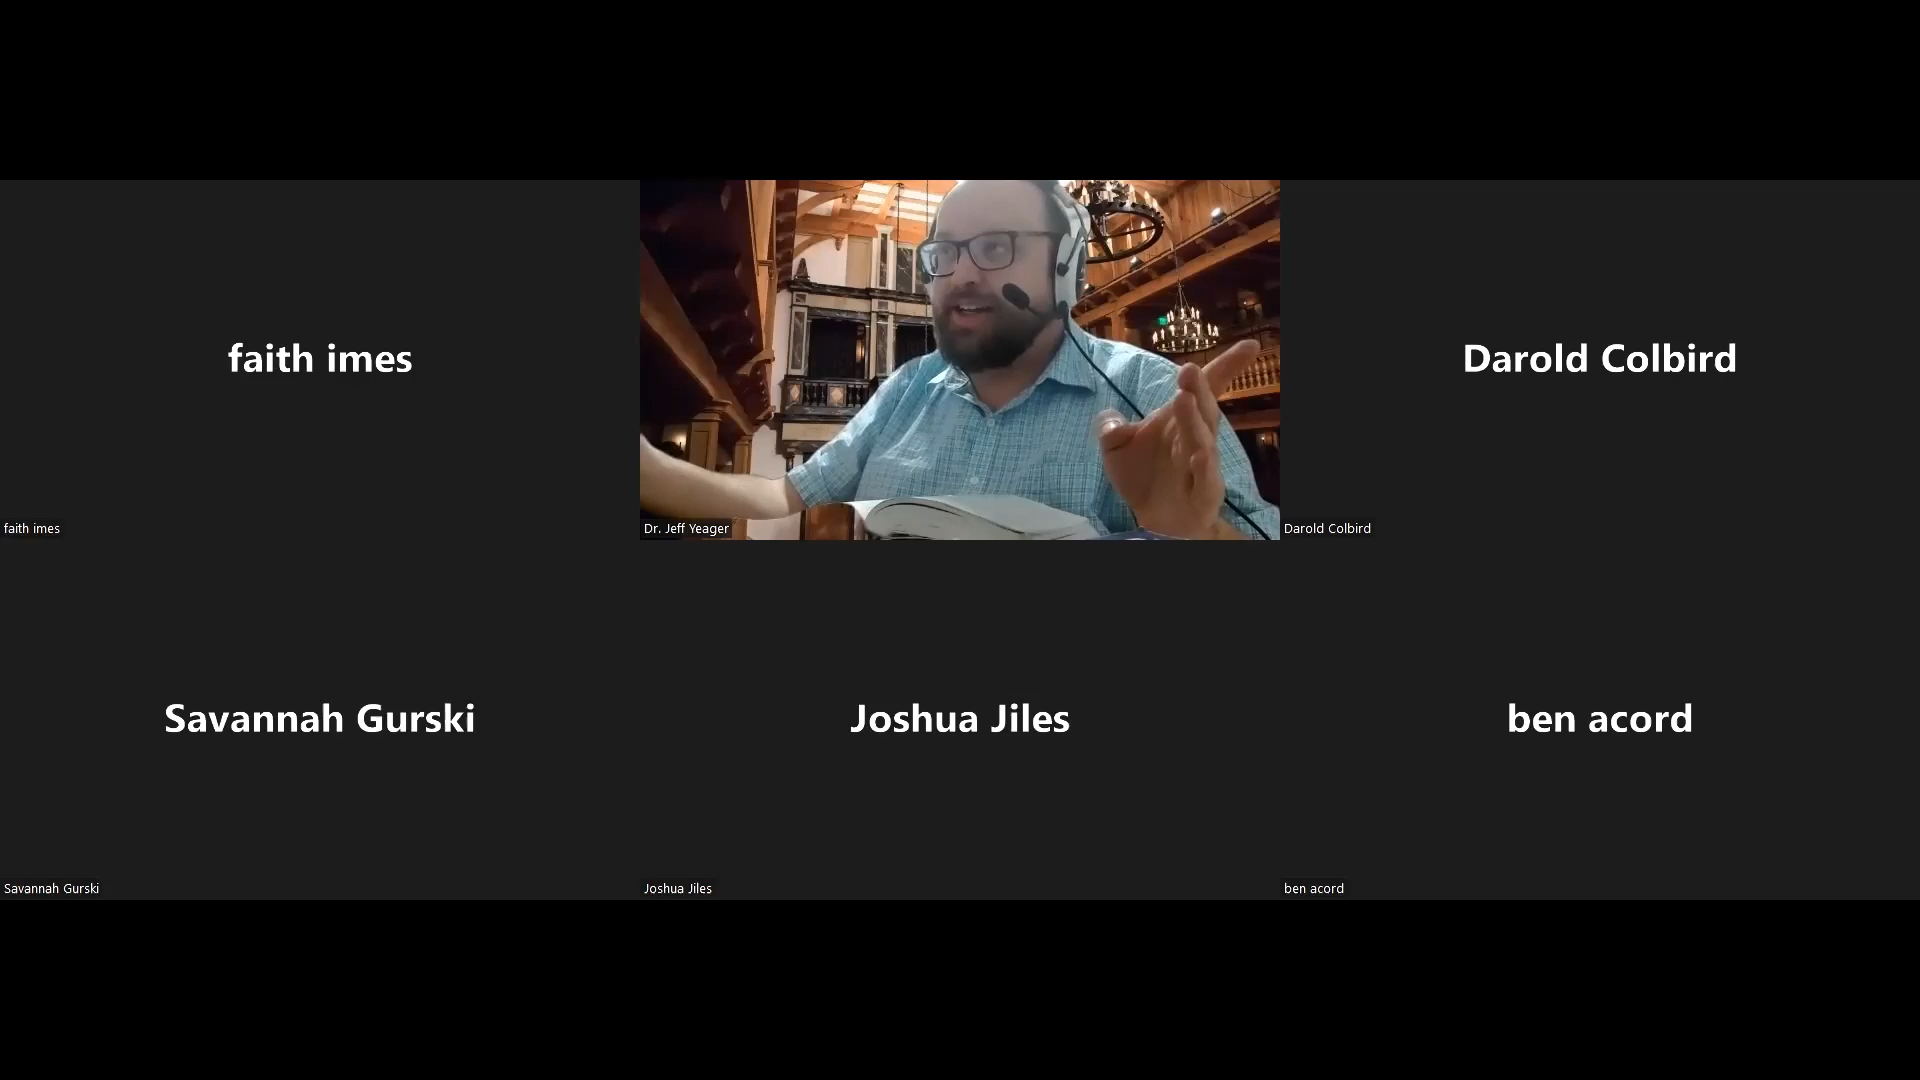 faith imes
Darold Colbird
faith imes
Dr. Jeff Yeager
Darold Colbird
Savannah Gurski
Joshua Jiles
ben acord
Savannah Gurski
Joshua Jiles
ben acord